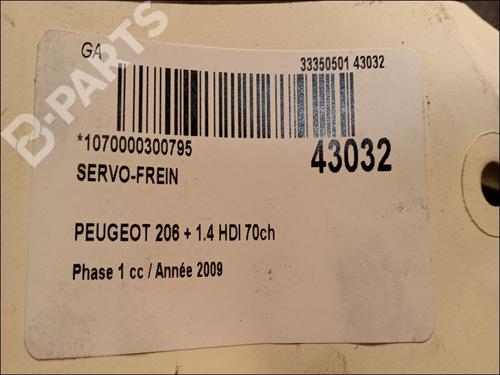 B-PARTS
GA
33350501 43032
*1070000300795
43032
SERVO-FREIN
PEUGEOT 206 + 1.4 HDI 70ch
Phase 1 cc / Année 2009